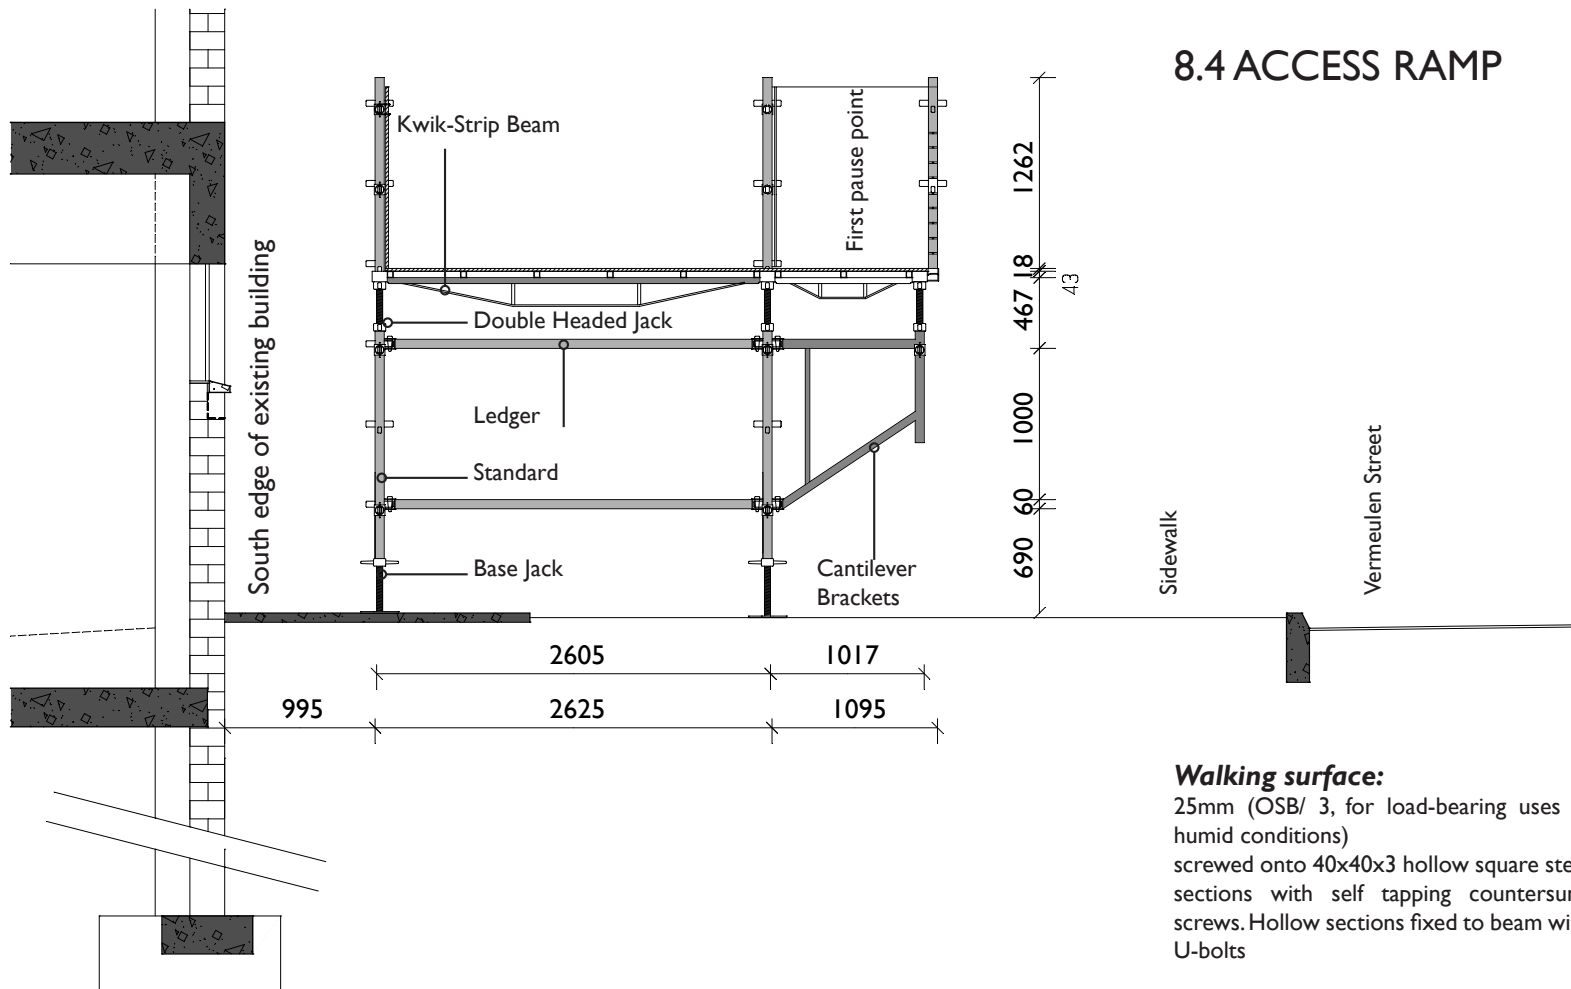 8.4 ACCESS RAMP
Kwik-Strip Beam
First pause point
1262
18
43
467
Double Headed Jack
South edge of existing building
Ledger
1000
Standard
60
690
Base Jack
Cantilever
Brackets
Sidewalk
Vermeulen Street
2605
1017
995
2625
1095
Walking surface:
25mm (OSB/ 3, for load-bearing uses
humid conditions)
screwed onto 40x40x3 hollow square ste
sections with self tapping countersu
screws. Hollow sections fixed to beam wi
U-bolts